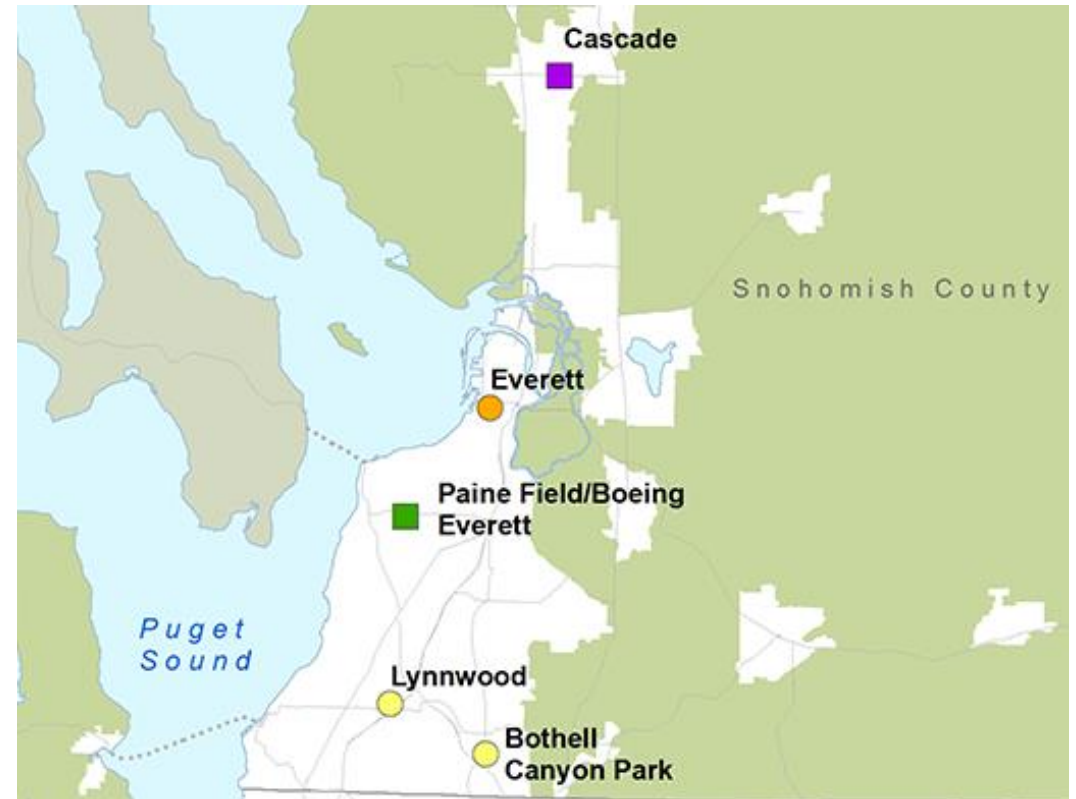 Cascade
Snohomish County
Everett
Paine Field/Boeing
Everett
Puget
Sound
Lynnwood
Bothell
Canyon Park